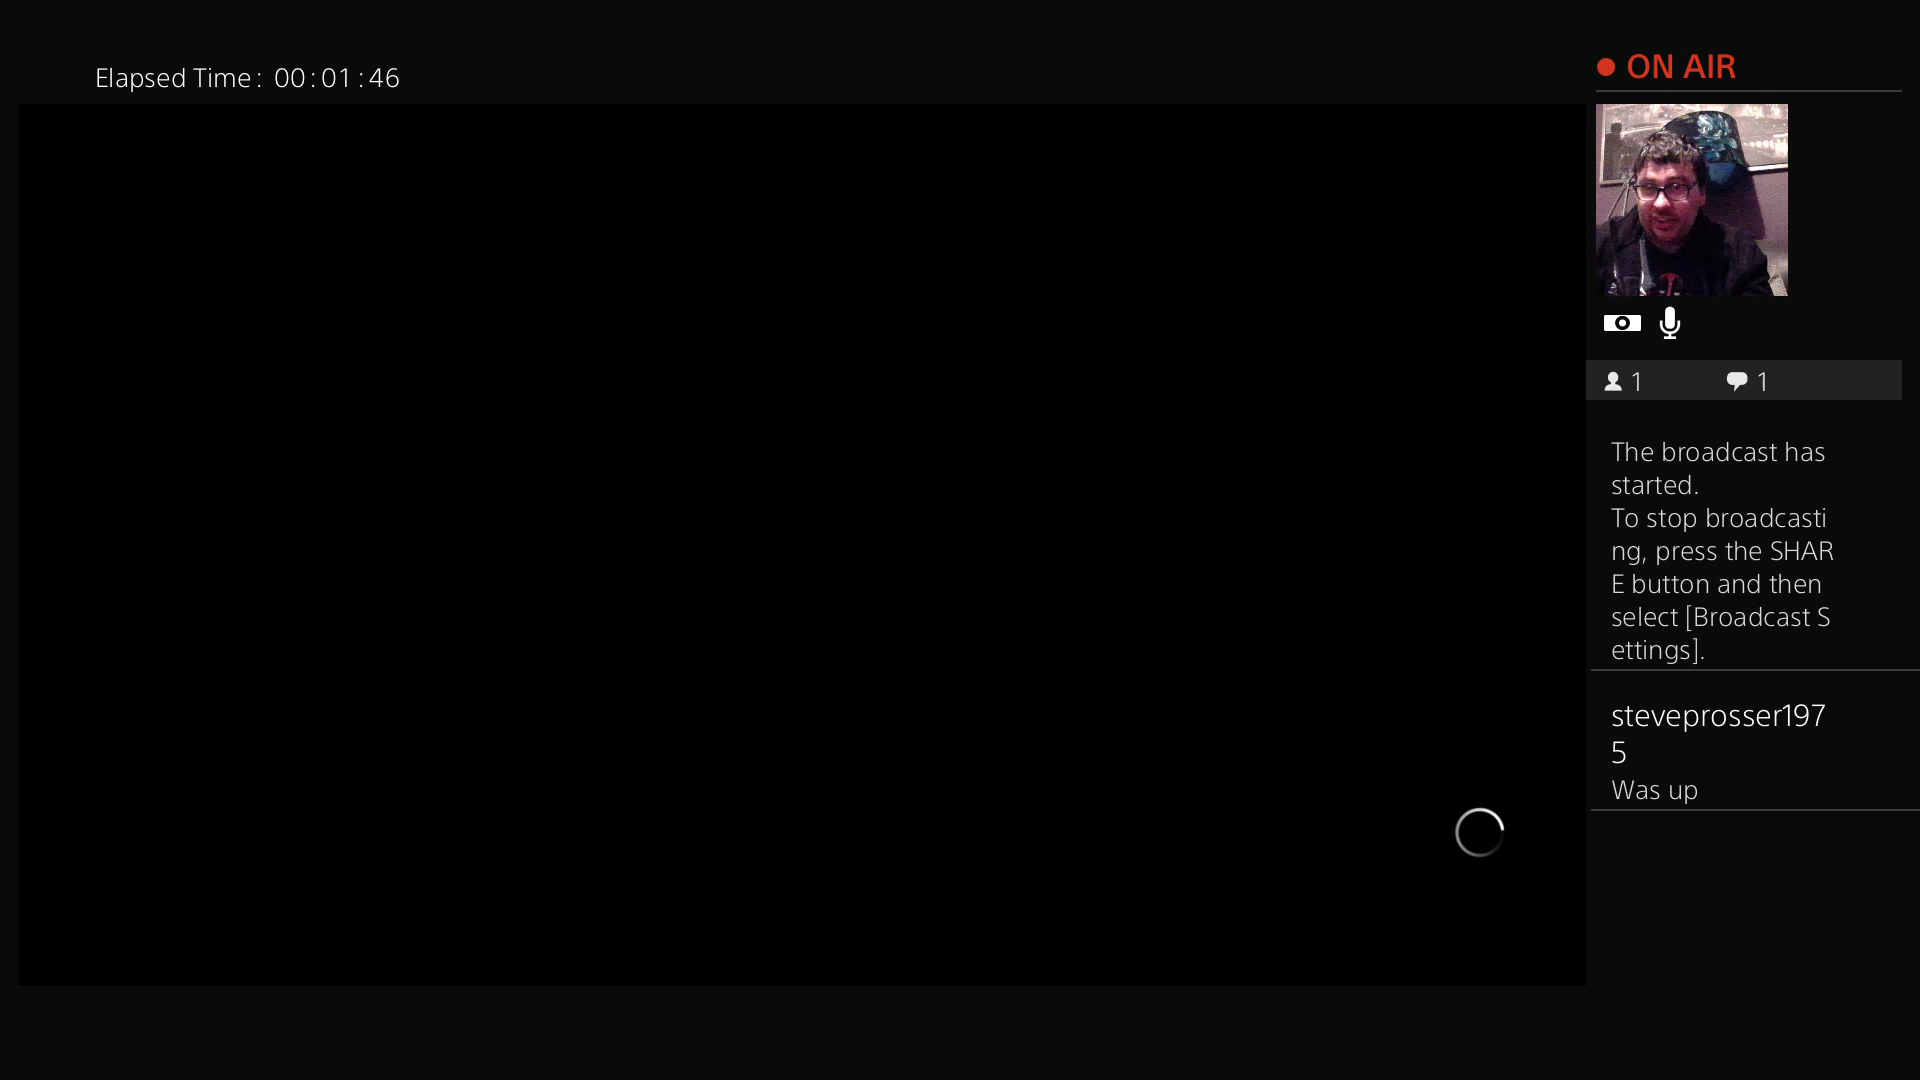 Elapsed Time: 00:01:46
ON AIR
1 1
The broadcast has
started.
To stop broadcasti
ng, press the SHAR
E button and then
select [Broadcast S
ettings].
steveprosser197
5
Was up